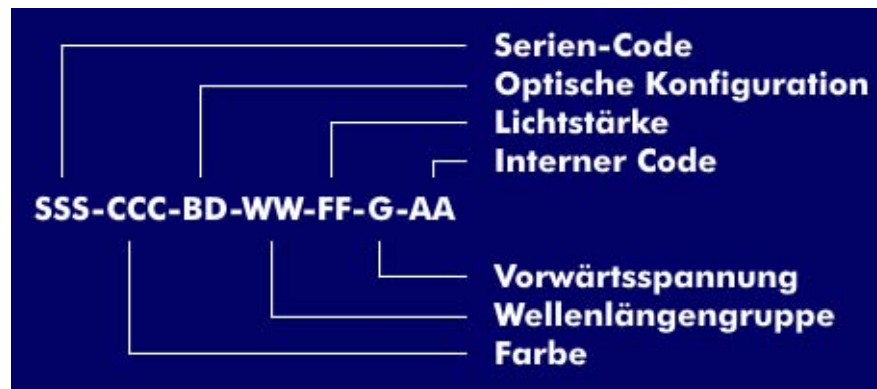 Serien-Code
Optische Konfiguration
Lichtstärke
Interner Code
SSS-CCC-BD-WW-FF-G-AA
Vorwärtsspannung
Wellenlängengruppe
Farbe